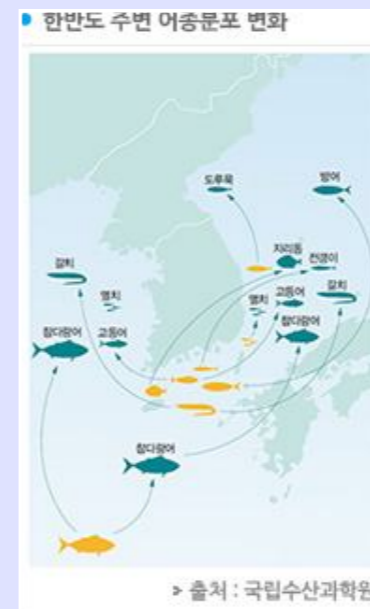 한반도 주변 어종분포 변화
도루묵
방어
자리돔
전갱이
갈치
멸치
고등어
참다랑어
멸치
고등어
갈치
참다랑어
참다랑어
> 출처 : 국립수산과학원